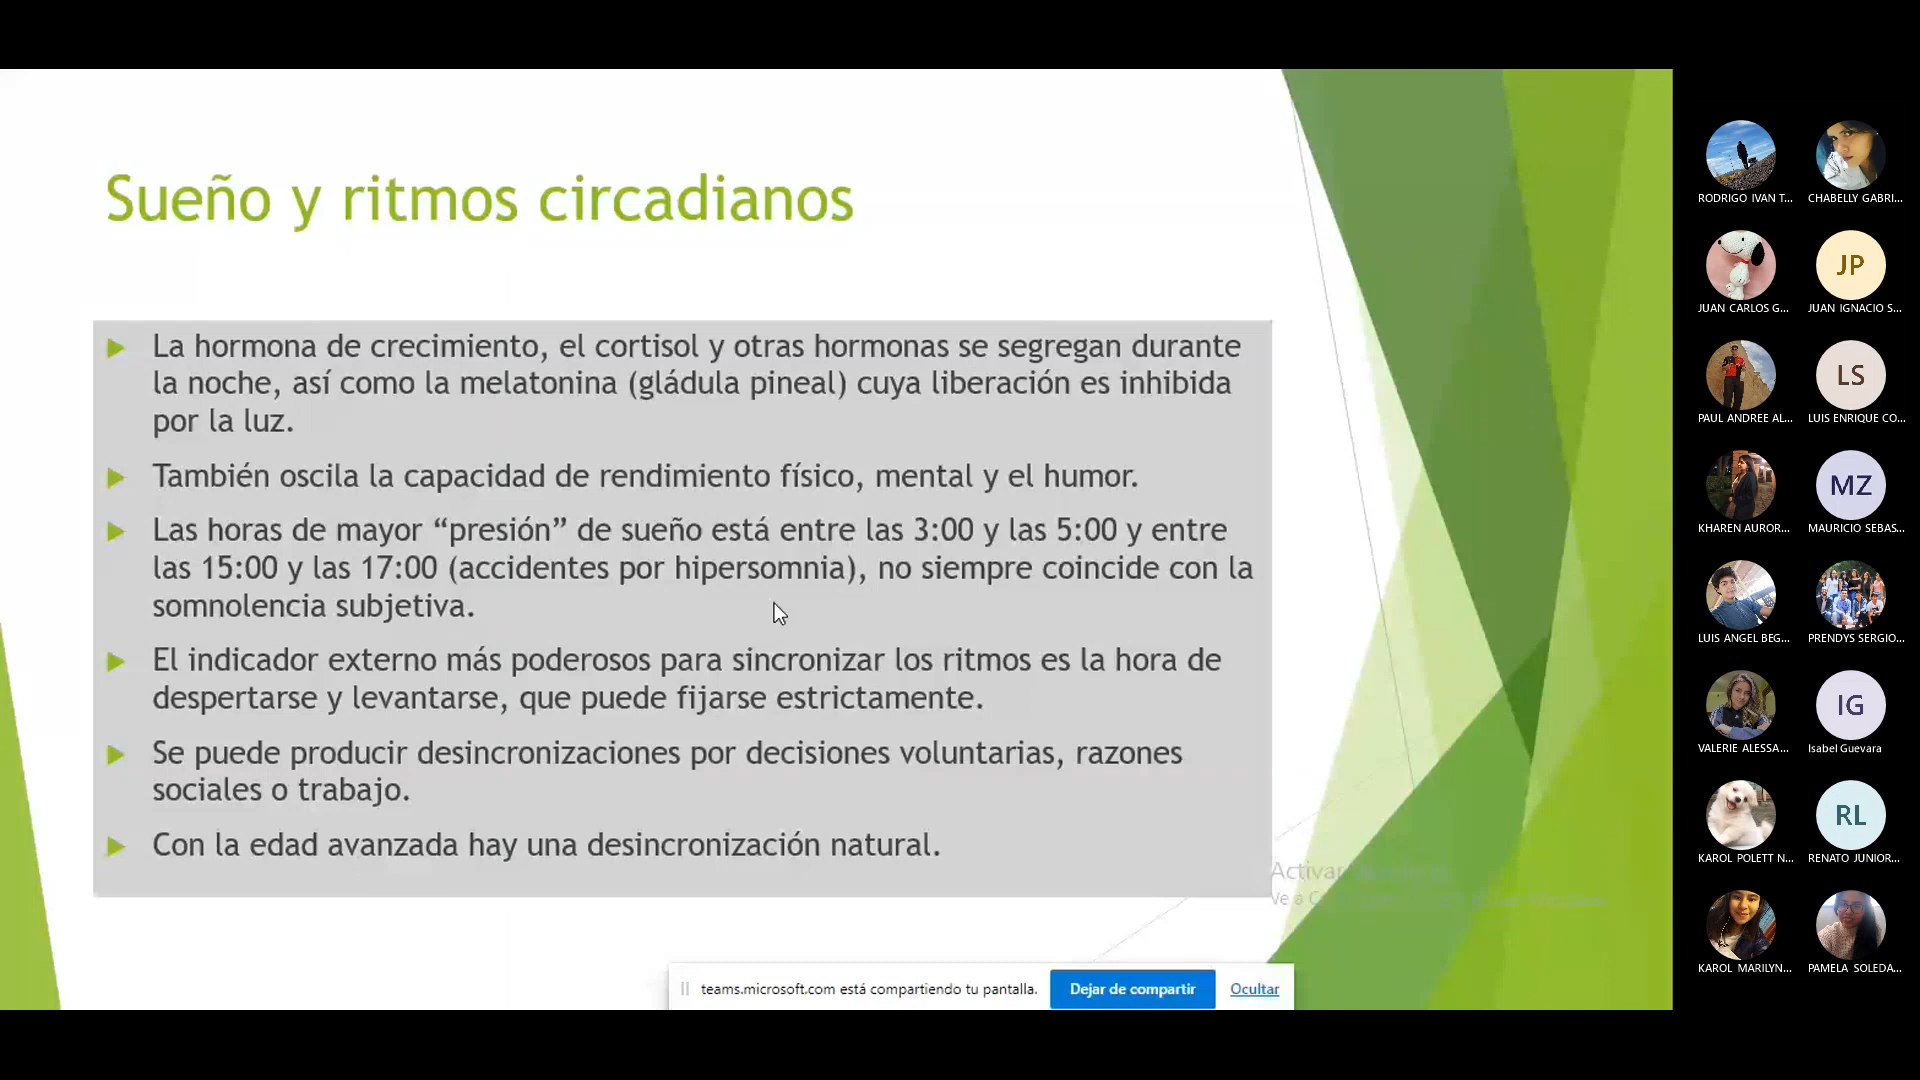 Sueño y ritmos circadianos
La hormona de crecimiento, el cortisol y otras hormonas se segregan durante
la noche, así como la melatonina (gládula pineal) cuya liberación es inhibida
por la luz.
También oscila la capacidad de rendimiento físico, mental y el humor.
Las horas de mayor “presión” de sueño está entre las 3:00 y las 5:00 y entre
las 15:00 y las 17:00 (accidentes por hipersomnia), no siempre coincide con la
somnolencia subjetiva.
El indicador externo más poderosos para sincronizar los ritmos es la hora de
despertarse y levantarse, que puede fijarse estrictamente.
Se puede producir desincronizaciones por decisiones voluntarias, razones
sociales o trabajo.
Con la edad avanzada hay una desincronización natural.
Activar
Ve a
teams.microsoft.com está compartiendo tu pantalla.
Dejar de compartir
Ocultar
RODRIGO IVAN T...
CHABELLY GABRI...
JP
JUAN CARLOS G...
JUAN IGNACIO S...
LS
PAUL ANDREE AL...
LUIS ENRIQUE CO...
MZ
KHAREN AUROR...
MAURICIO SEBAS...
LUIS ANGEL BEG...
PRENDYS SERGIO...
IG
VALERIE ALESSA...
Isabel Guevara
RL
KAROL POLETT N...
RENATO JUNIOR...
KAROL MARILYN...
PAMELA SOLEDA...